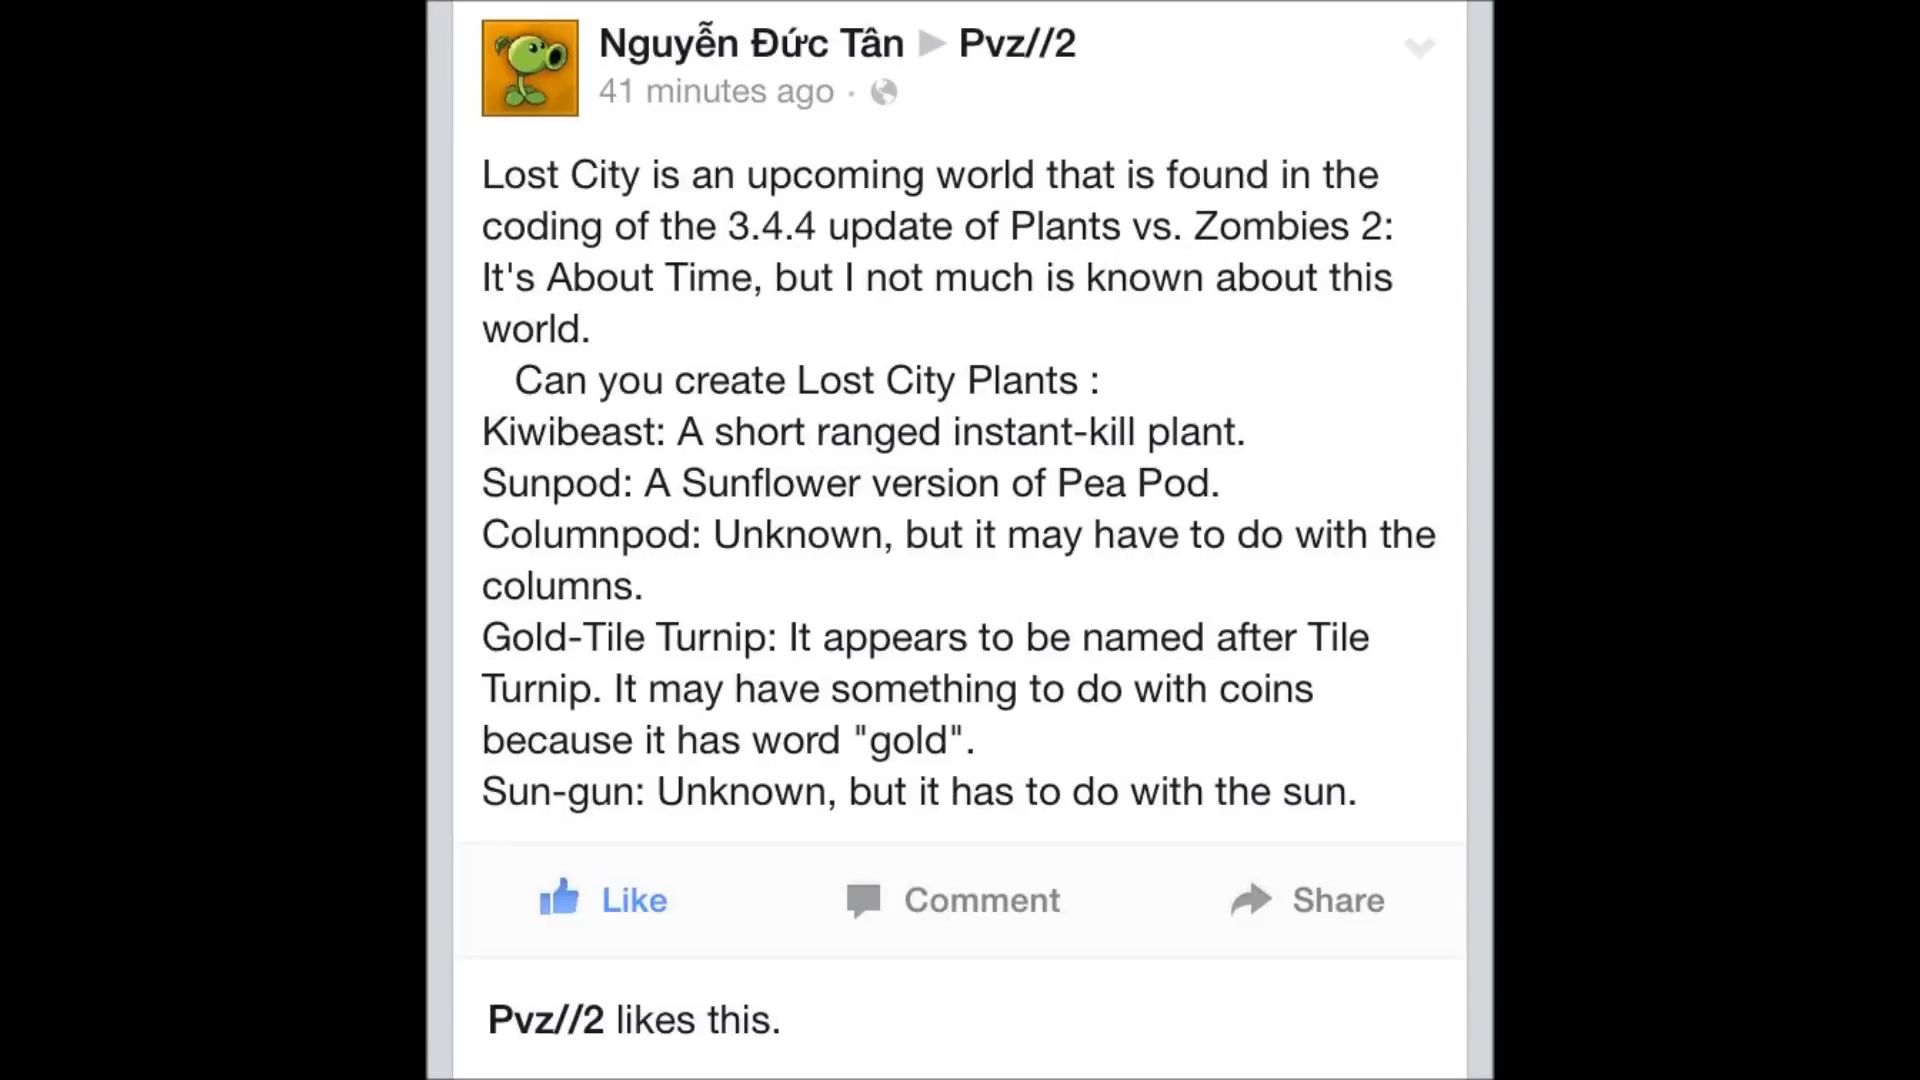 Nguyễn Đức Tân ▶ Pvz//2
41 minutes ago ·
Lost City is an upcoming world that is found in the
coding of the 3.4.4 update of Plants vs. Zombies 2:
It's About Time, but I not much is known about this
world.
Can you create Lost City Plants :
Kiwibeast: A short ranged instant-kill plant.
Sunpod: A Sunflower version of Pea Pod.
Columnpod: Unknown, but it may have to do with the
columns.
Gold-Tile Turnip: It appears to be named after Tile
Turnip. It may have something to do with coins
because it has word "gold".
Sun-gun: Unknown, but it has to do with the sun.
Like Comment Share
Pvz//2 likes this.